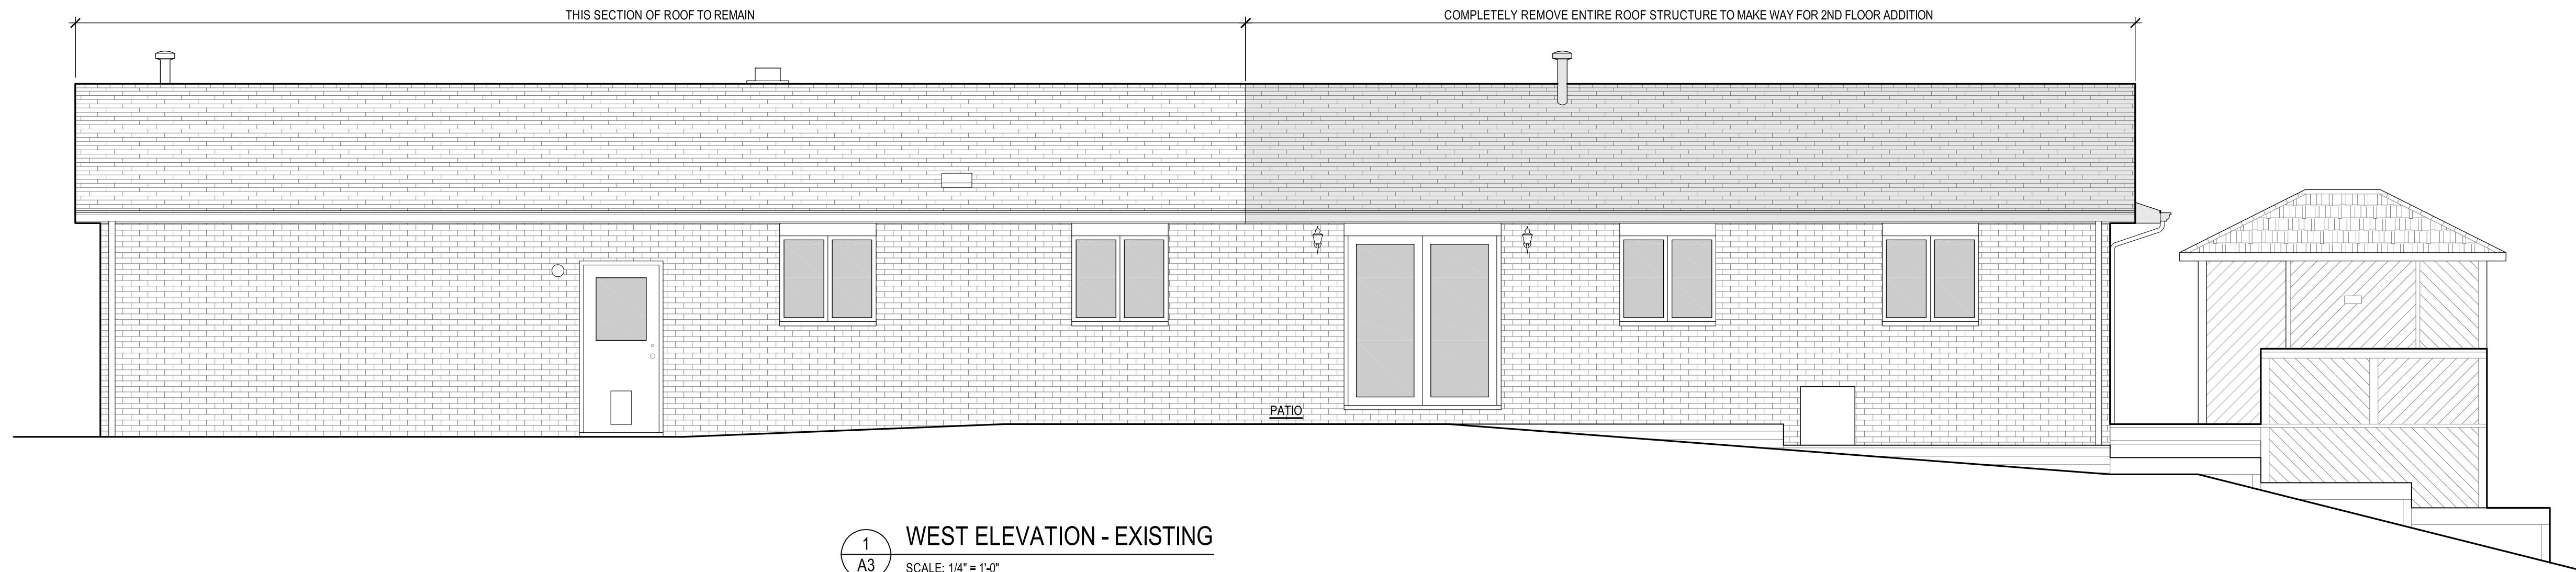 THIS SECTION OF ROOF TO REMAIN
COMPLETELY REMOVE ENTIRE ROOF STRUCTURE TO MAKE WAY FOR 2ND FLOOR ADDITION
PATIO
1
A3
WEST ELEVATION - EXISTING
SCALE: 1/4" = 1'-0"